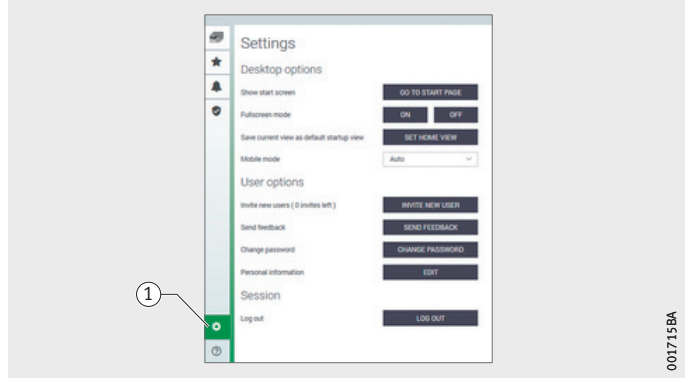 Settings
Desktop options
Show start screen GO TO START PAGE
Fullscreen mode ON OFF
Save current view as default startup view SET HOME VIEW
Mobile mode Auto
User options
Invite new users ( 0 invites left ) INVITE NEW USER
Send feedback SEND FEEDBACK
Change password CHANGE PASSWORD
Personal information EDIT
Session
1
Log out LOG OUT
001715BA